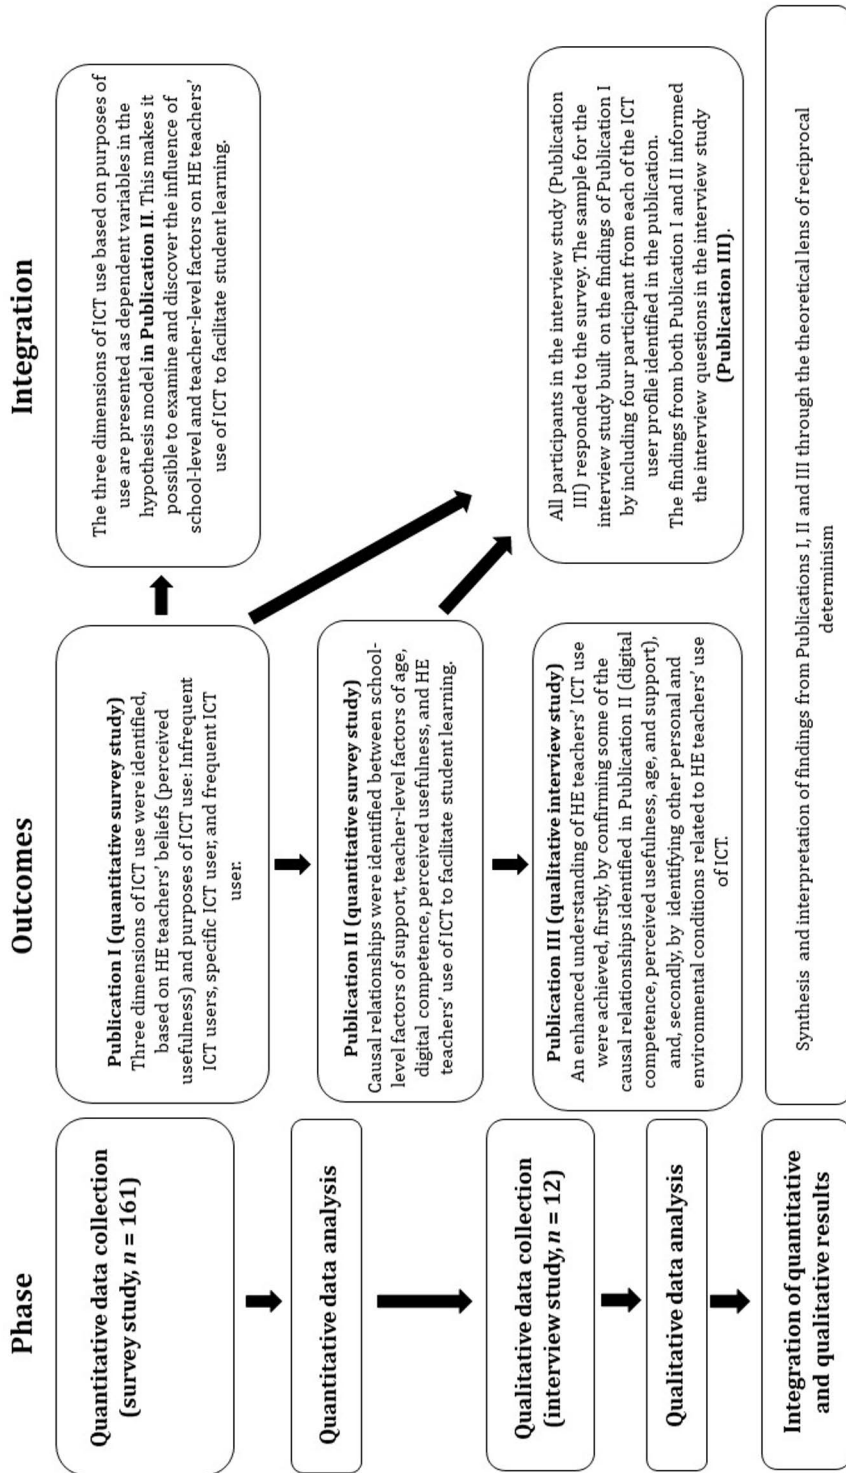 Phase
Outcomes
Integration
Quantitative data collection
(survey study, n = 161)
Quantitative data analysis
Qualitative data collection
(interview study, n = 12)
Qualitative data analysis
Integration of quantitative
and qualitative results
Publication I (quantitative survey study)
Three dimensions of ICT use were identified,
based on HE teachers' beliefs (perceived
usefulness) and purposes of ICT use: Infrequent
ICT users, specific ICT user, and frequent ICT
user.
Publication II (quantitative survey study)
Causal relationships were identified between school-
level factors of support, teacher-level factors of age,
digital competence, perceived usefulness, and HE
teachers' use of ICT to facilitate student learning.
Publication III (qualitative interview study)
An enhanced understanding of HE teachers' ICT use
were achieved, firstly, by confirming some of the
causal relationships identified in Publication II (digital
competence, perceived usefulness, age, and support),
and, secondly, by identifying other personal and
environmental conditions related to HE teachers' use
of ICT.
The three dimensions of ICT use based on purposes of
use are presented as dependent variables in the
hypothesis model in Publication II. This makes it
possible to examine and discover the influence of
school-level and teacher-level factors on HE teachers'
use of ICT to facilitate student learning.
All participants in the interview study (Publication
III) responded to the survey. The sample for the
interview study built on the findings of Publication I
by including four participant from each of the ICT
user profile identified in the publication.
The findings from both Publication I and II informed
the interview questions in the interview study
(Publication III).
Synthesis and interpretation of findings from Publications I, II and III through the theoretical lens of reciprocal
determinism